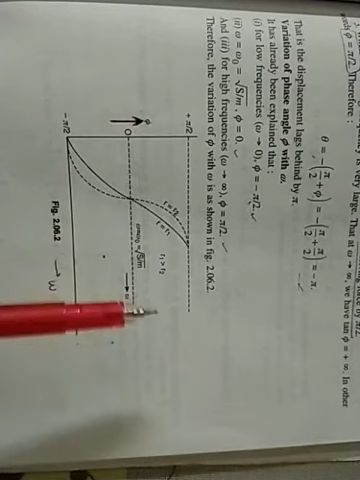 is very large. That at ω → ∞, we have tan φ = + ∞. In other
φ = π/2. Therefore :
θ = −(π/2 + φ) = −(π/2 + π/2) = −π.
That is the displacement lags behind by π.
Variation of phase angle φ with ω.
It has already been explained that :
(i) for low frequencies (ω → 0), φ = − π/2.
(ii) ω = ω₀ = √S/m, φ = 0.
And (iii) for high frequencies (ω → ∞), φ = π/2.
Therefore, the variation of φ with ω is as shown in fig. 2.06.2.
+ π/2
φ
O
− π/2
r = r₂
r = r₁
r₁ > r₂
ω=ω₀ = √S/m
ω
Fig. 2.06.2
→ ω